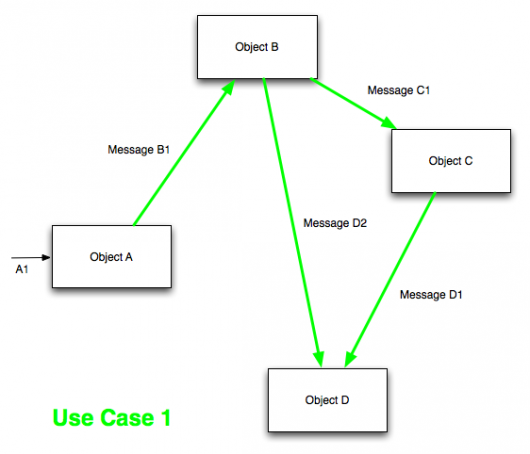 Object B
Message C1
Message B1
Object C
Message D2
Object A
A1
Message D1
Object D
Use Case 1